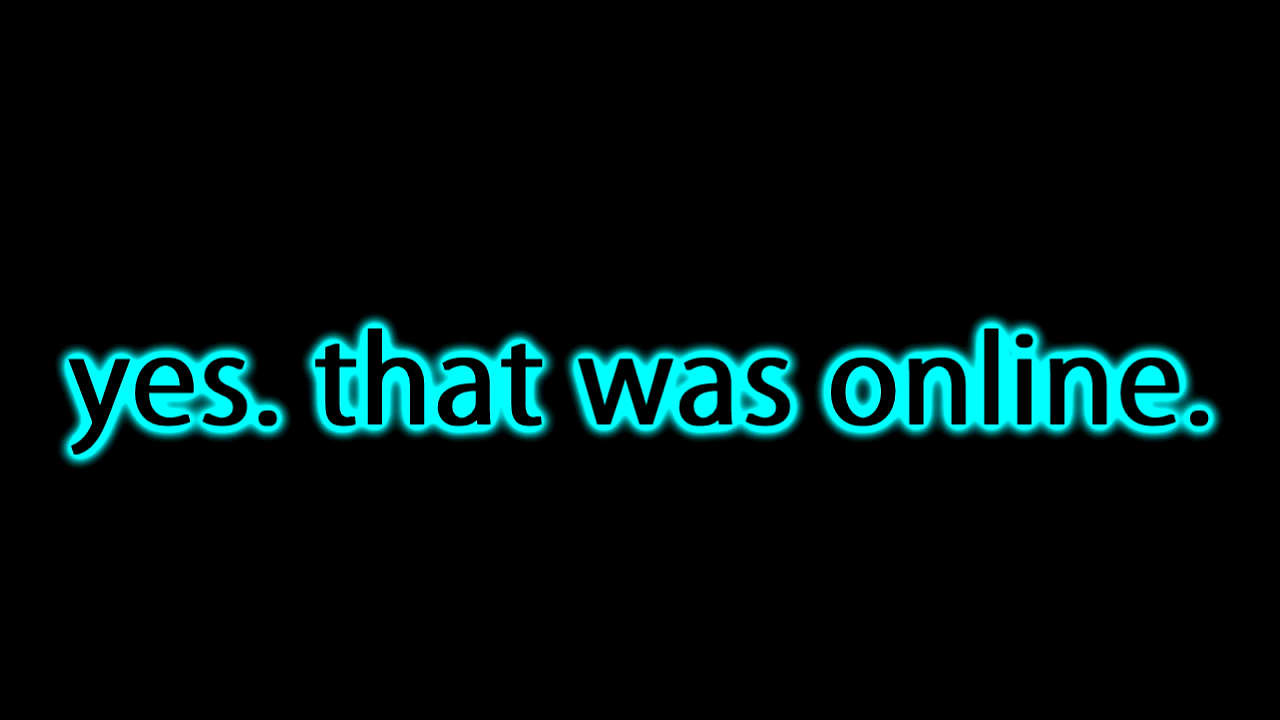 yes. that was online.